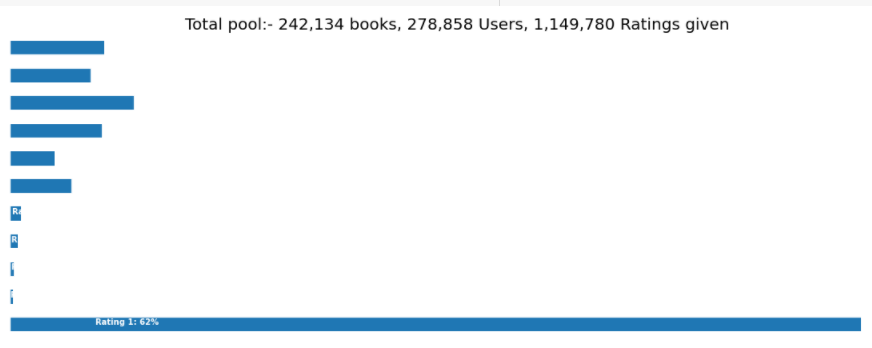 Total pool:- 242,134 books, 278,858 Users, 1,149,780 Ratings given
Rating 1: 62%